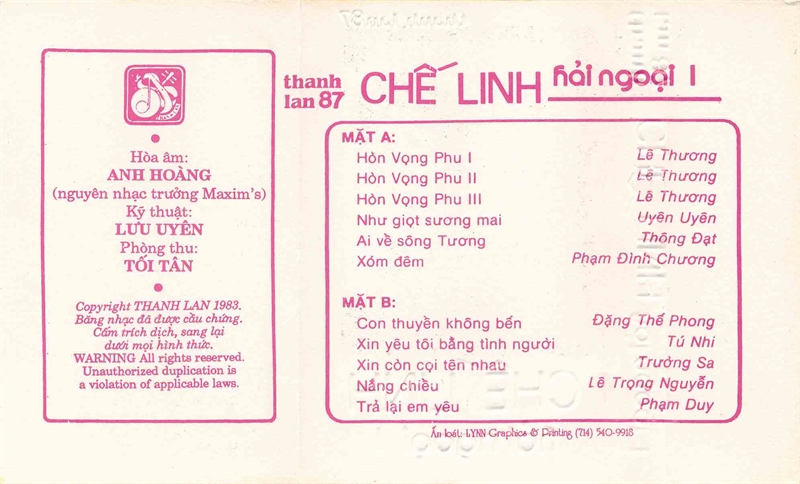 Hòa âm:
ANH HOÀNG
(nguyên nhạc trưởng Maxim's)
Kỹ thuật:
LƯU UYÊN
Phòng thu:
TỐI TÂN
Copyright THANH LAN 1983.
Băng nhạc đã được cầu chứng.
Cấm trích dịch, sang lại
dưới mọi hình thức.
WARNING All rights reserved.
Unauthorized duplication is
a violation of applicable laws.
thanh
lan 87
CHẾ LINH hải ngoại I
MẶT A:
Hòn Vọng Phu I Lê Thương
Hòn Vọng Phu II Lê Thương
Hòn Vọng Phu III Lê Thương
Như giọt sương mai Uyên Uyên
Ai về sông Tương Thông Đạt
Xóm đêm Phạm Đình Chương
MẶT B:
Con thuyền không bến Đặng Thế Phong
Xin yêu tôi bằng tình người Tú Nhi
Xin còn cọi tên nhau Trường Sa
Nắng chiều Lê Trọng Nguyễn
Trả lại em yêu Phạm Duy
Ấn loát: LYNN Graphics & Printing (714) 540-9918